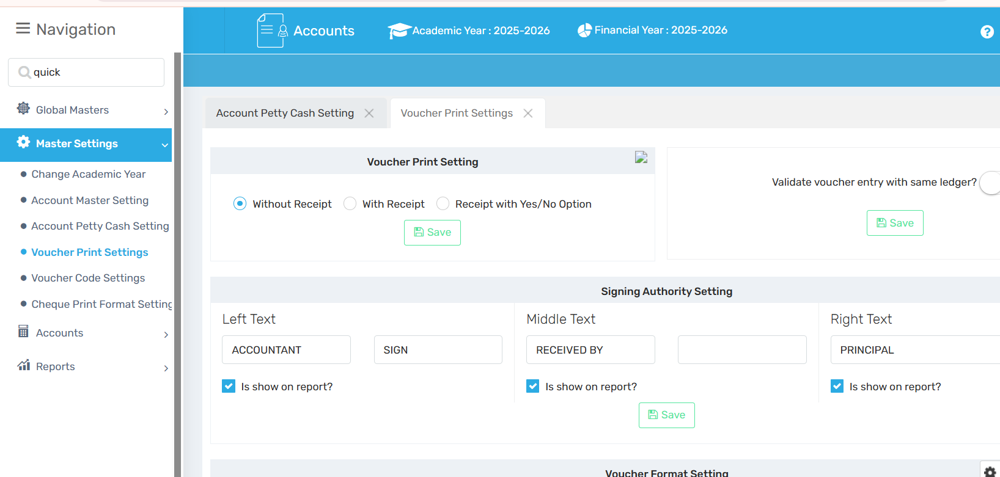 Navigation
Accounts
Academic Year : 2025-2026
Financial Year : 2025-2026
?
quick
Global Masters
Master Settings
Change Academic Year
Account Master Setting
Account Petty Cash Setting
Voucher Print Settings
Voucher Code Settings
Cheque Print Format Setting
Accounts
Reports
Account Petty Cash Setting
Voucher Print Settings
Voucher Print Setting
Without Receipt
With Receipt
Receipt with Yes/No Option
Save
Validate voucher entry with same ledger?
Save
Signing Authority Setting
Left Text
Middle Text
Right Text
ACCOUNTANT
SIGN
RECEIVED BY
PRINCIPAL
Is show on report?
Is show on report?
Is show on report?
Save
Voucher Format Setting